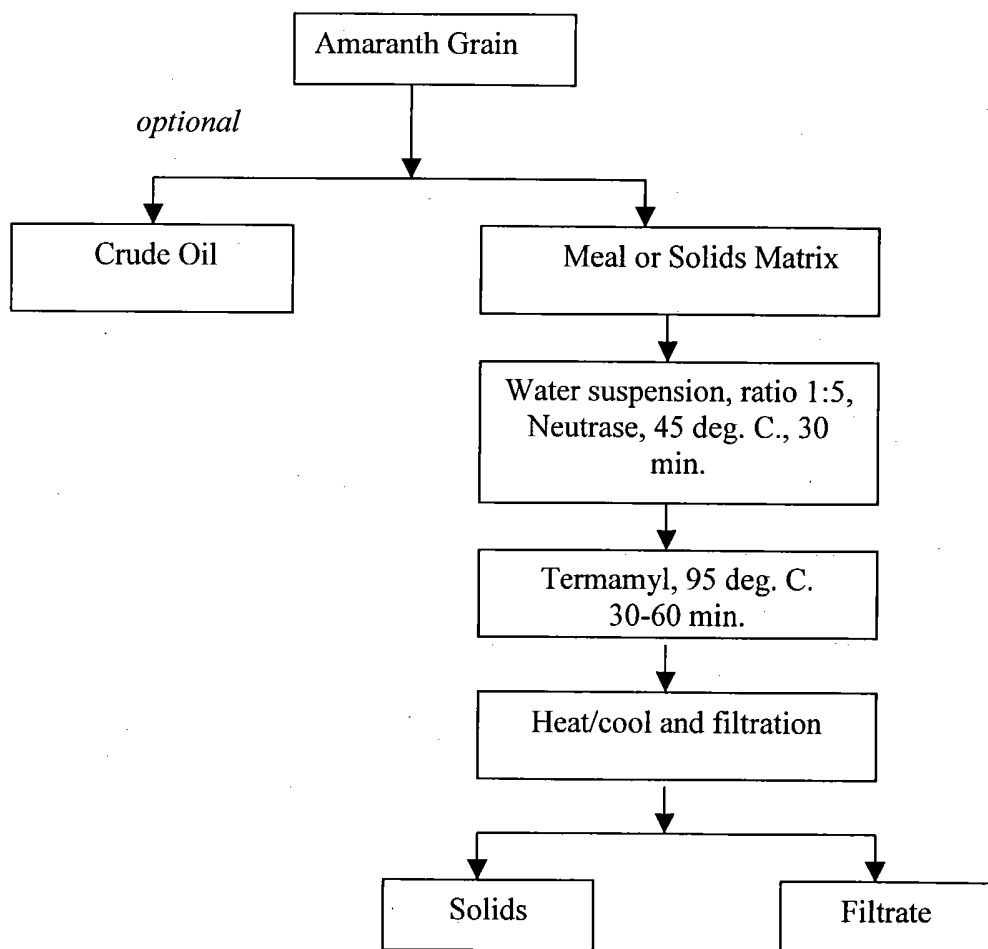 Amaranth Grain
optional
Crude Oil
Meal or Solids Matrix
Water suspension, ratio 1:5,
Neutrase, 45 deg. C., 30
min.
Termamyl, 95 deg. C.
30-60 min.
Heat/cool and filtration
Solids
Filtrate